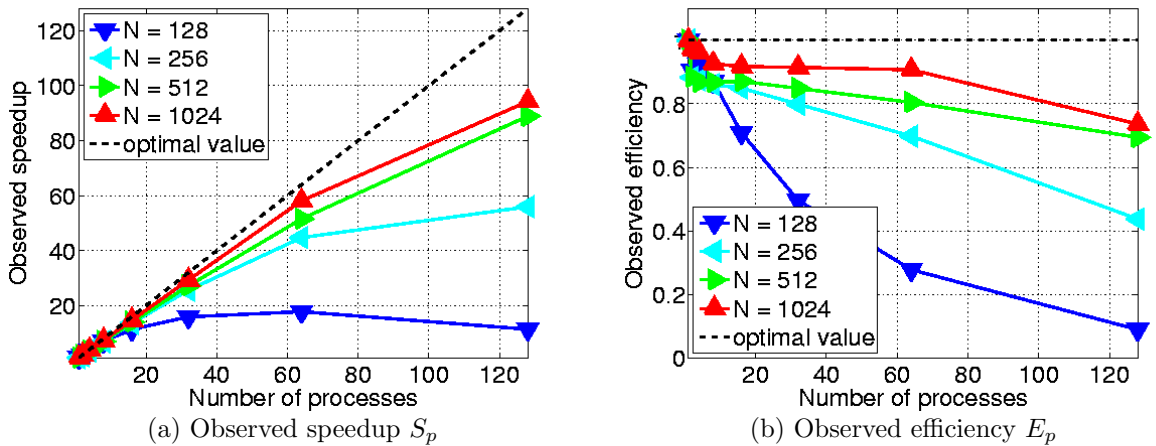 N = 128
N = 256
N = 512
N = 1024
optimal value
Observed speedup
120
100
80
60
40
20
20
40
60
80
100
120
Number of processes
(a) Observed speedup $S_p$
Observed efficiency
0.8
0.6
0.4
0.2
0
N = 128
N = 256
N = 512
N = 1024
optimal value
20
40
60
80
100
120
Number of processes
(b) Observed efficiency $E_p$